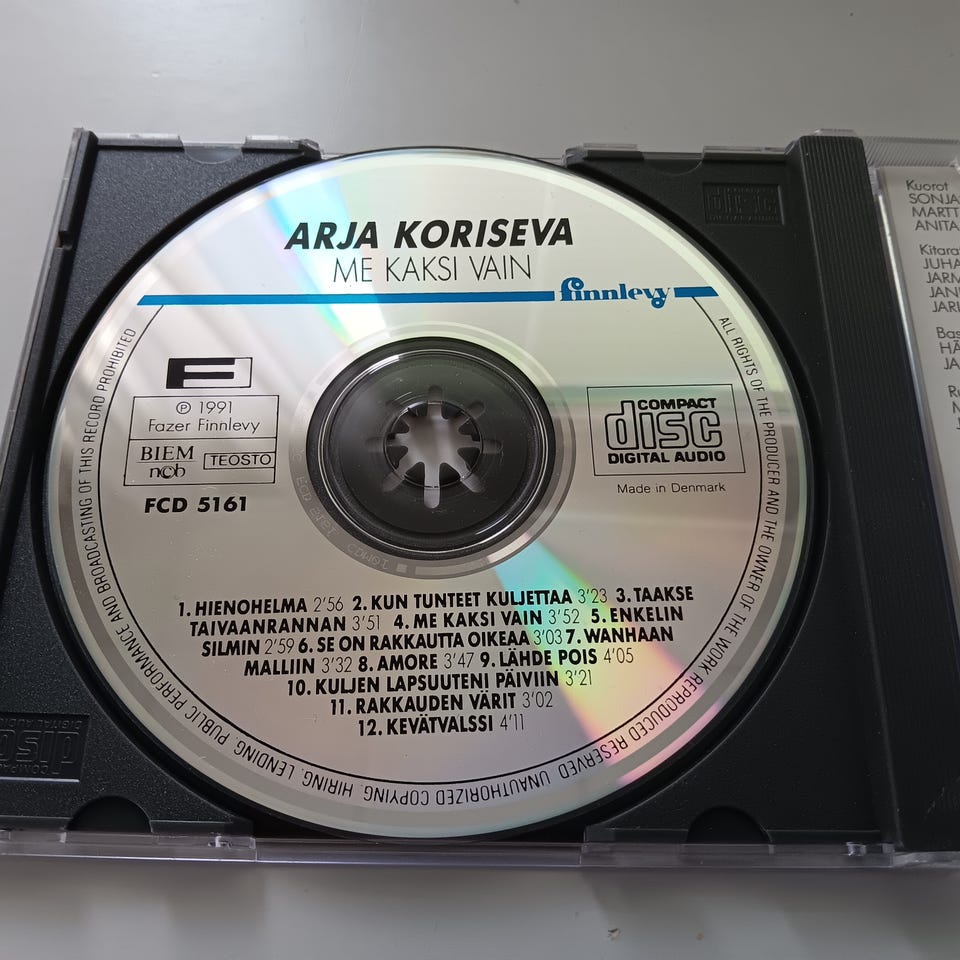 ARJA KORISEVA
ME KAKSI VAIN
finnlevy
F
℗ 1991
Fazer Finnlevy
BIEM
ncb
TEOSTO
FCD 5161
COMPACT
disc
DIGITAL AUDIO
Made in Denmark
1. HIENOHELMA 2'56 2. KUN TUNTEET KULJETTAA 3'23 3. TAAKSE
TAIVAANRANNAN 3'51 4. ME KAKSI VAIN 3'52 5. ENKELIN
SILMIN 2'59 6. SE ON RAKKAUTTA OIKEAA 3'03 7. WANHAAN
MALLIIN 3'32 8. AMORE 3'47 9. LÄHDE POIS 4'05
10. KULJEN LAPSUUTENI PÄIVIIN 3'21
11. RAKKAUDEN VÄRIT 3'02
12. KEVÄTVALSSI 4'11
ALL RIGHTS OF THE PRODUCER AND THE OWNER OF THE WORK REPRODUCED RESERVED. UNAUTHORIZED COPYING, HIRING, LENDING, PUBLIC PERFORMANCE AND BROADCASTING OF THIS RECORD PROHIBITED
disc
Kuorot
SONJA
MARTT
ANITA